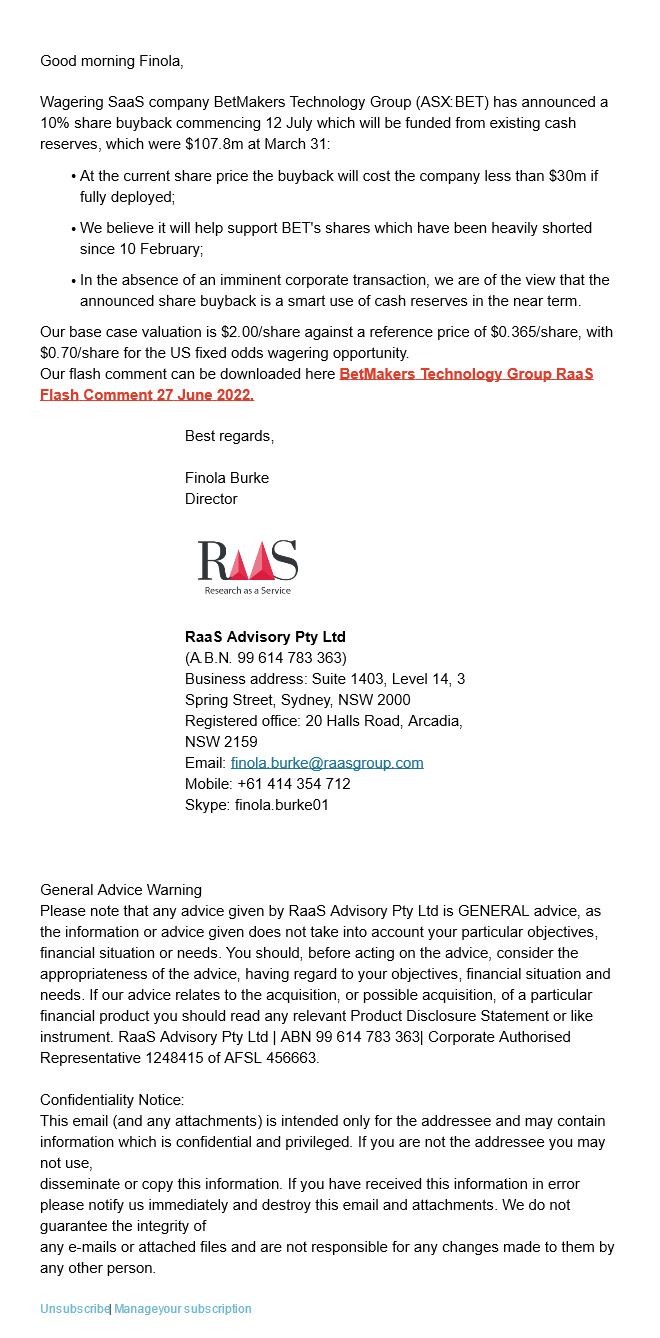 Good morning Finola,
Wagering SaaS company BetMakers Technology Group (ASX:BET) has announced a
10% share buyback commencing 12 July which will be funded from existing cash
reserves, which were $107.8m at March 31:
• At the current share price the buyback will cost the company less than $30m if
fully deployed;
• We believe it will help support BET's shares which have been heavily shorted
since 10 February;
• In the absence of an imminent corporate transaction, we are of the view that the
announced share buyback is a smart use of cash reserves in the near term.
Our base case valuation is $2.00/share against a reference price of $0.365/share, with
$0.70/share for the US fixed odds wagering opportunity.
Our flash comment can be downloaded here BetMakers Technology Group RaaS
Flash Comment 27 June 2022.
Best regards,
Finola Burke
Director
RaaS
Research as a Service
RaaS Advisory Pty Ltd
(A.B.N. 99 614 783 363)
Business address: Suite 1403, Level 14, 3
Spring Street, Sydney, NSW 2000
Registered office: 20 Halls Road, Arcadia,
NSW 2159
Email: finola.burke@raasgroup.com
Mobile: +61 414 354 712
Skype: finola.burke01
General Advice Warning
Please note that any advice given by RaaS Advisory Pty Ltd is GENERAL advice, as
the information or advice given does not take into account your particular objectives,
financial situation or needs. You should, before acting on the advice, consider the
appropriateness of the advice, having regard to your objectives, financial situation and
needs. If our advice relates to the acquisition, or possible acquisition, of a particular
financial product you should read any relevant Product Disclosure Statement or like
instrument. RaaS Advisory Pty Ltd | ABN 99 614 783 363| Corporate Authorised
Representative 1248415 of AFSL 456663.
Confidentiality Notice:
This email (and any attachments) is intended only for the addressee and may contain
information which is confidential and privileged. If you are not the addressee you may
not use,
disseminate or copy this information. If you have received this information in error
please notify us immediately and destroy this email and attachments. We do not
guarantee the integrity of
any e-mails or attached files and are not responsible for any changes made to them by
any other person.
Unsubscribe| Manageyour subscription